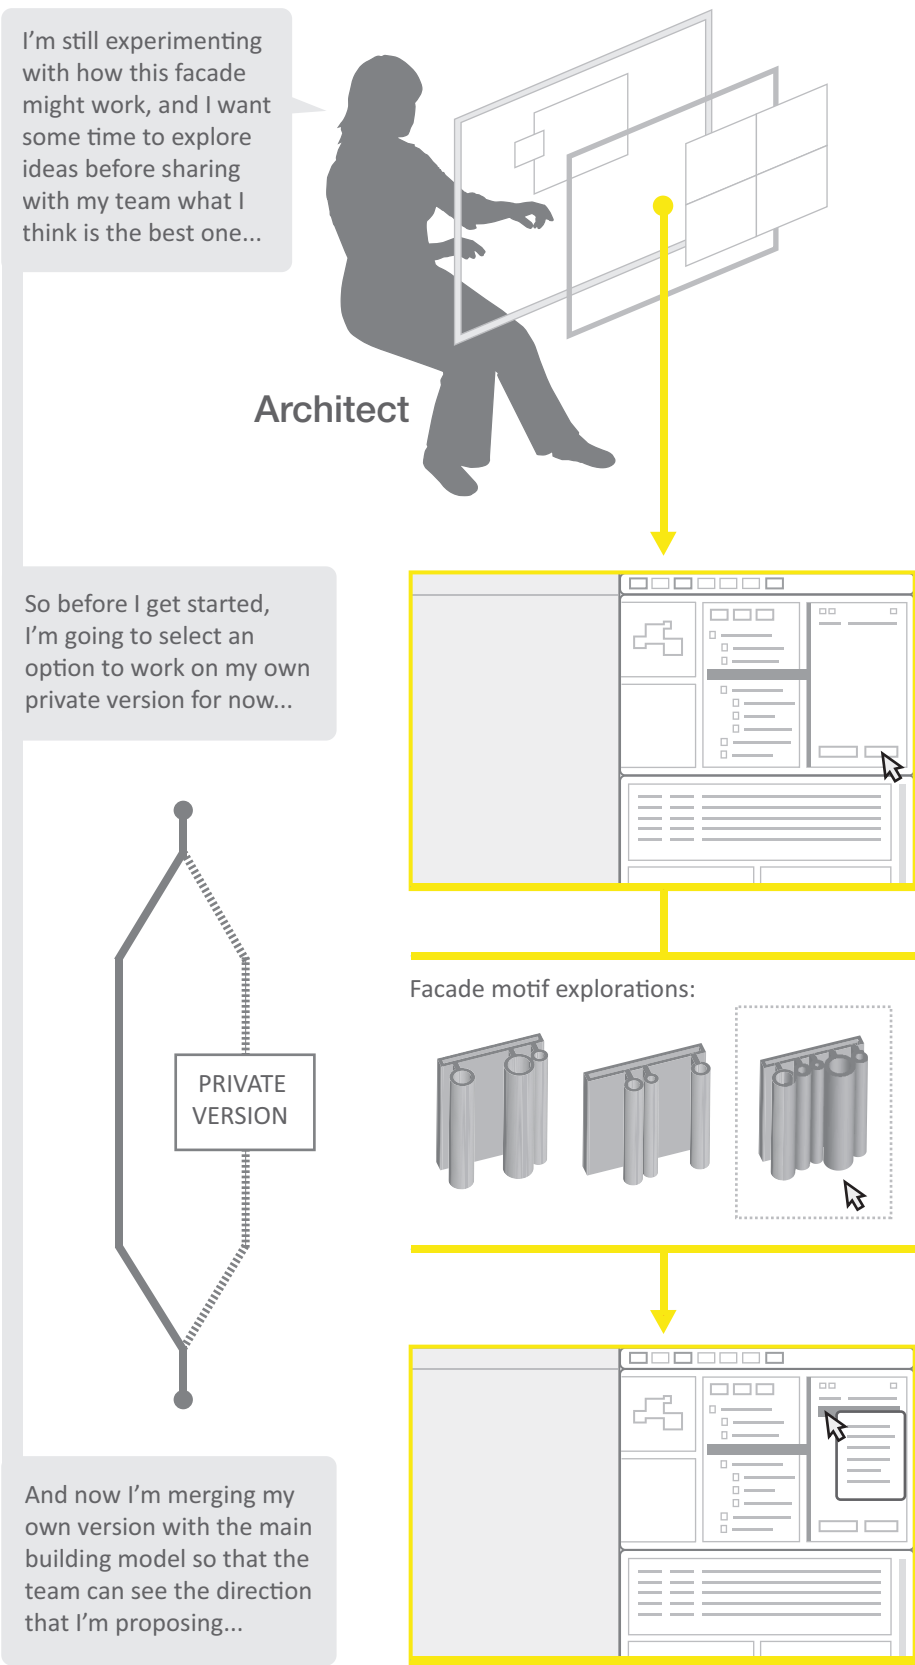 I'm still experimenting
with how this facade
might work, and I want
some time to explore
ideas before sharing
with my team what I
think is the best one...
Architect
So before I get started,
I'm going to select an
option to work on my own
private version for now...
PRIVATE
VERSION
Facade motif explorations:
And now I'm merging my
own version with the main
building model so that the
team can see the direction
that I'm proposing...